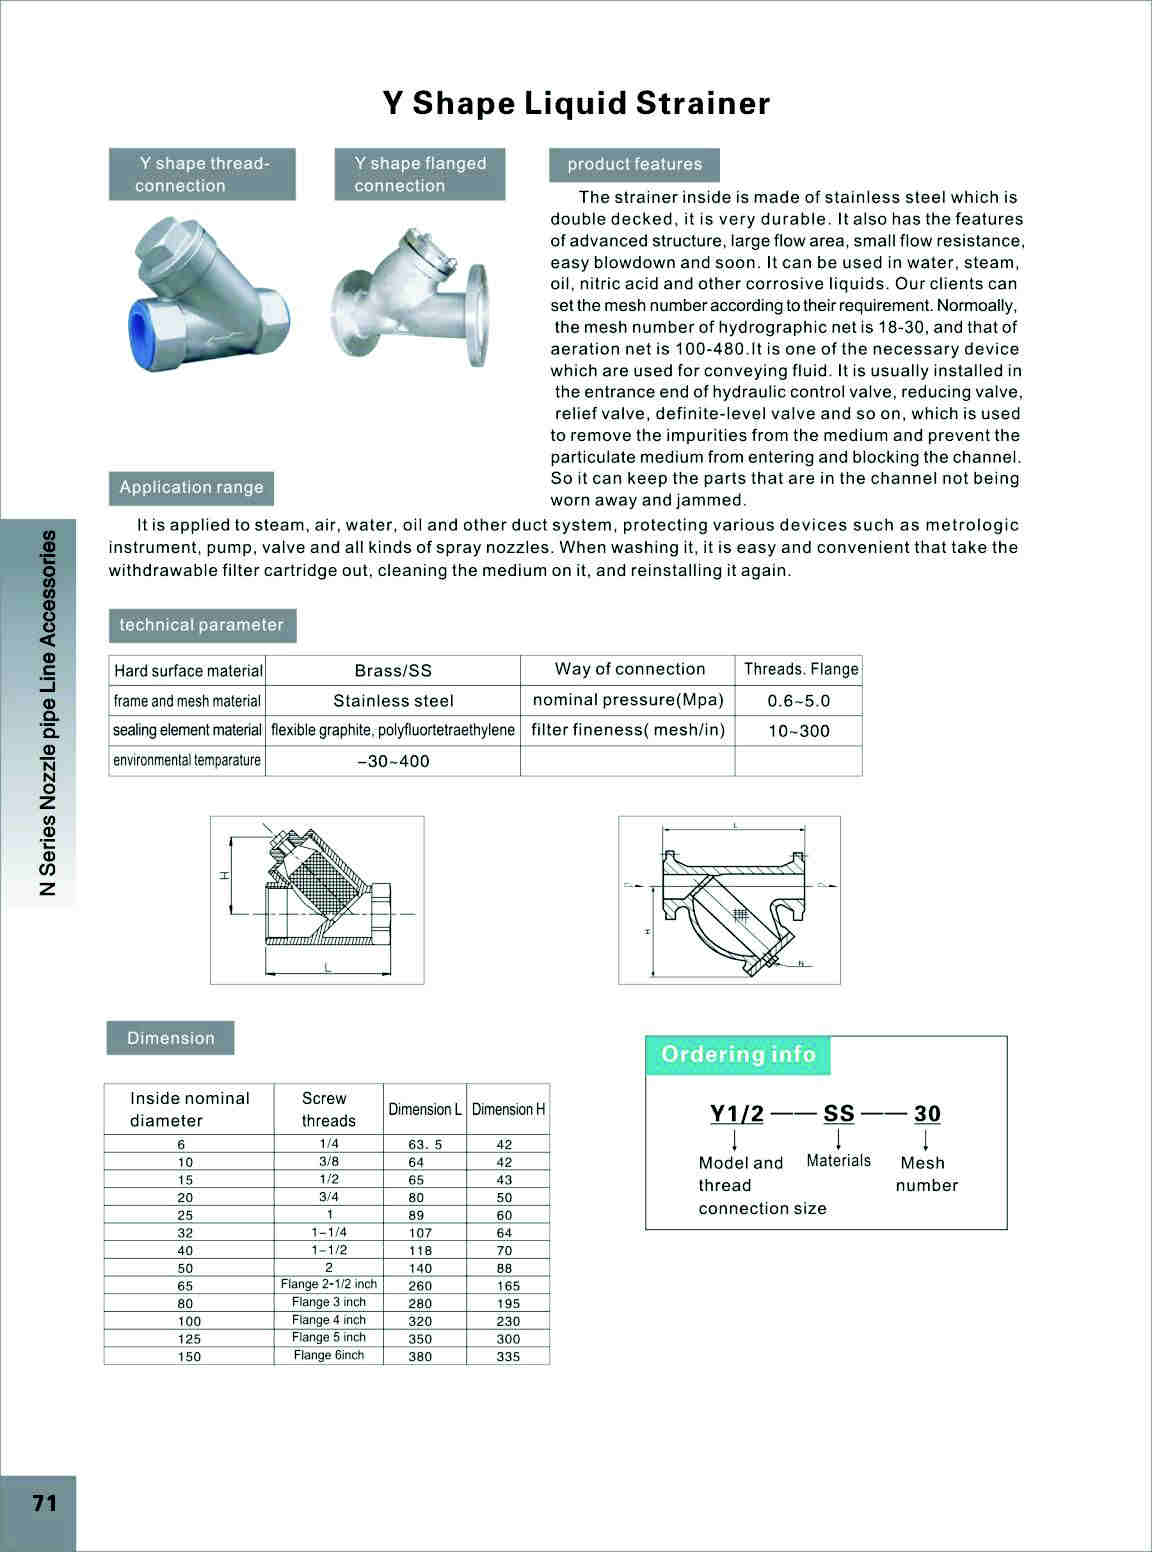 Y Shape Liquid Strainer
Y shape thread-
connection
Y shape flanged
connection
product features
The strainer inside is made of stainless steel which is
double decked, it is very durable. It also has the features
of advanced structure, large flow area, small flow resistance,
easy blowdown and soon. It can be used in water, steam,
oil, nitric acid and other corrosive liquids. Our clients can
set the mesh number according to their requirement. Normoally,
the mesh number of hydrographic net is 18-30, and that of
aeration net is 100-480.It is one of the necessary device
which are used for conveying fluid. It is usually installed in
the entrance end of hydraulic control valve, reducing valve,
relief valve, definite-level valve and so on, which is used
to remove the impurities from the medium and prevent the
particulate medium from entering and blocking the channel.
So it can keep the parts that are in the channel not being
worn away and jammed.
Application range
It is applied to steam, air, water, oil and other duct system, protecting various devices such as metrologic
instrument, pump, valve and all kinds of spray nozzles. When washing it, it is easy and convenient that take the
withdrawable filter cartridge out, cleaning the medium on it, and reinstalling it again.
N Series Nozzle pipe Line Accessories
technical parameter
Hard surface material Brass/SS Way of connection Threads. Flange
frame and mesh material Stainless steel nominal pressure(Mpa) 0.6~5.0
sealing element material flexible graphite, polyfluortetraethylene filter fineness( mesh/in) 10~300
environmental temparature –30~400
H
L
L
H
N
Dimension
Inside nominal
diameter
Screw
threads
Dimension L Dimension H
6 1/4 63. 5 42
10 3/8 64 42
15 1/2 65 43
20 3/4 80 50
25 1 89 60
32 1–1/4 107 64
40 1–1/2 118 70
50 2 140 88
65 Flange 2-1/2 inch 260 165
80 Flange 3 inch 280 195
100 Flange 4 inch 320 230
125 Flange 5 inch 350 300
150 Flange 6inch 380 335
Ordering info
Y1/2 —— SS —— 30
Model and
thread
connection size
Materials
Mesh
number
71